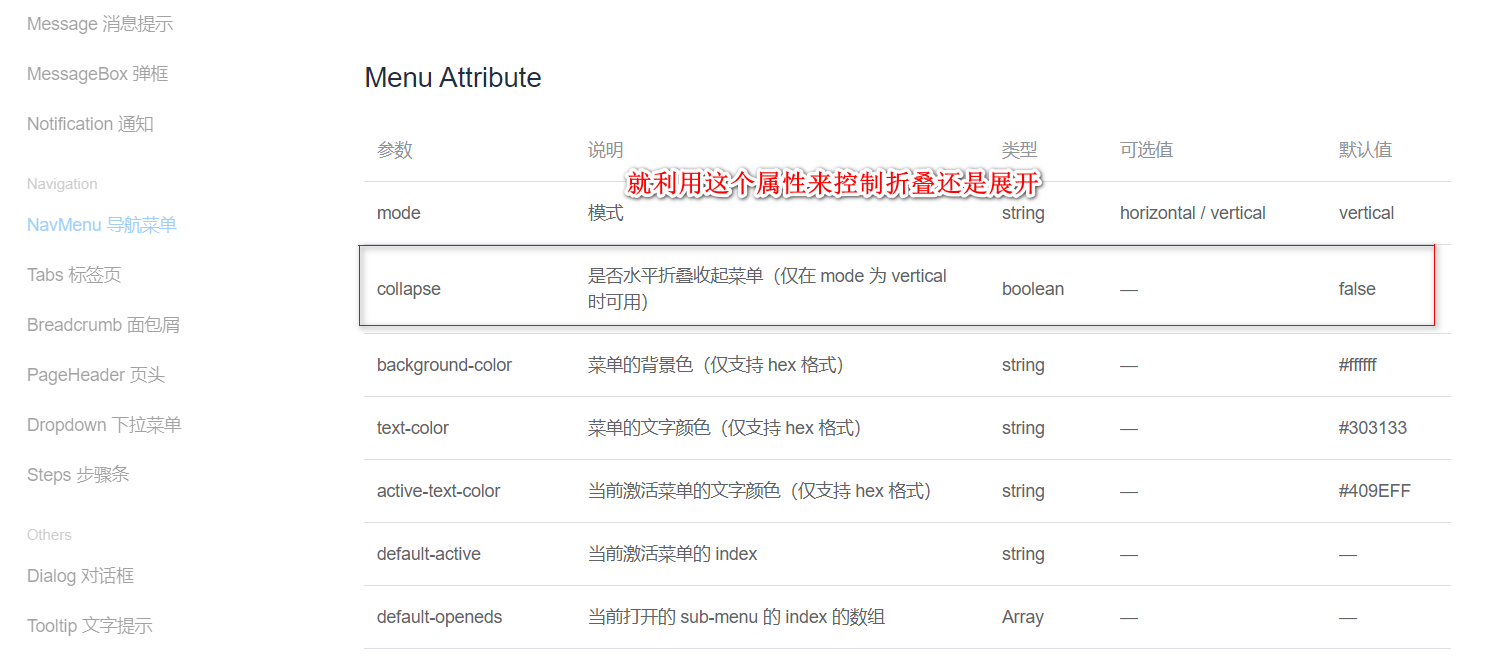 Message 消息提示
MessageBox 弹框
Notification 通知
Navigation
NavMenu 导航菜单
Tabs 标签页
Breadcrumb 面包屑
PageHeader 页头
Dropdown 下拉菜单
Steps 步骤条
Others
Dialog 对话框
Tooltip 文字提示
Menu Attribute
参数 说明 类型 可选值 默认值
就利用这个属性来控制折叠还是展开
mode 模式 string horizontal / vertical vertical
collapse 是否水平折叠收起菜单（仅在 mode 为 vertical
时可用） boolean — false
background-color 菜单的背景色（仅支持 hex 格式） string — #ffffff
text-color 菜单的文字颜色（仅支持 hex 格式） string — #303133
active-text-color 当前激活菜单的文字颜色（仅支持 hex 格式） string — #409EFF
default-active 当前激活菜单的 index string — —
default-openeds 当前打开的 sub-menu 的 index 的数组 Array — —